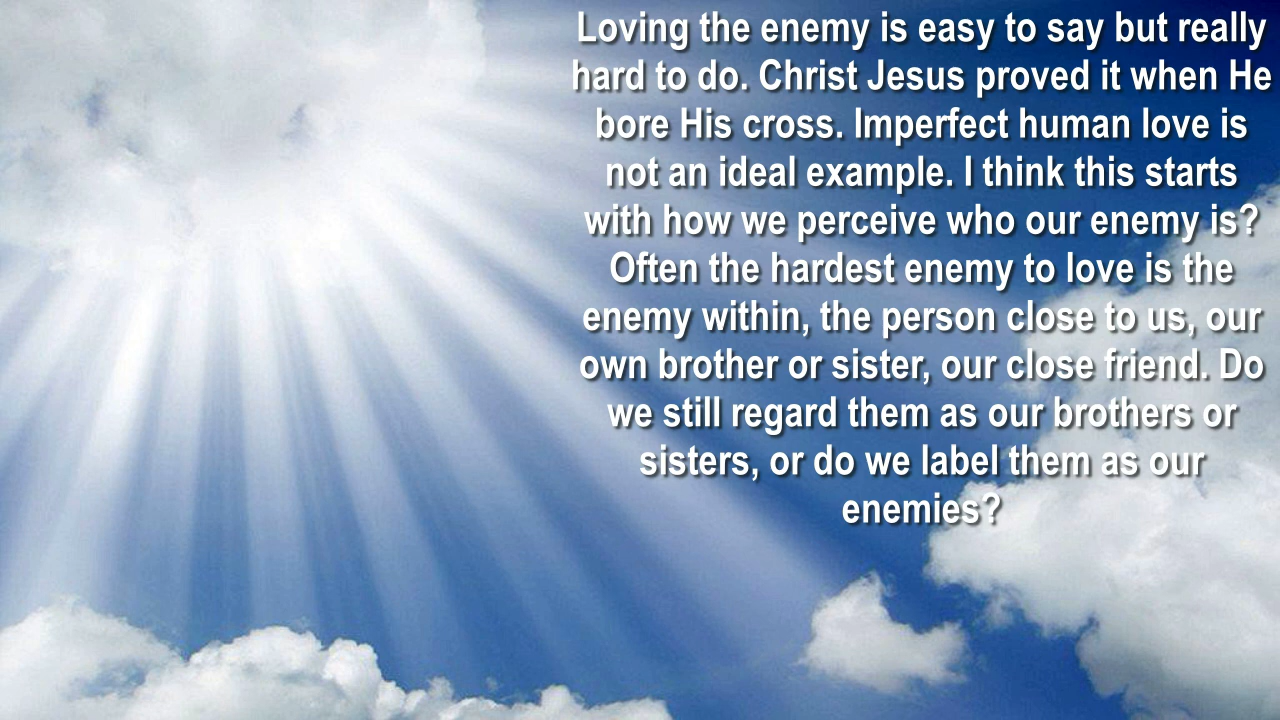 Loving the enemy is easy to say but really
hard to do. Christ Jesus proved it when He
bore His cross. Imperfect human love is
not an ideal example. I think this starts
with how we perceive who our enemy is?
Often the hardest enemy to love is the
enemy within, the person close to us, our
own brother or sister, our close friend. Do
we still regard them as our brothers or
sisters, or do we label them as our
enemies?